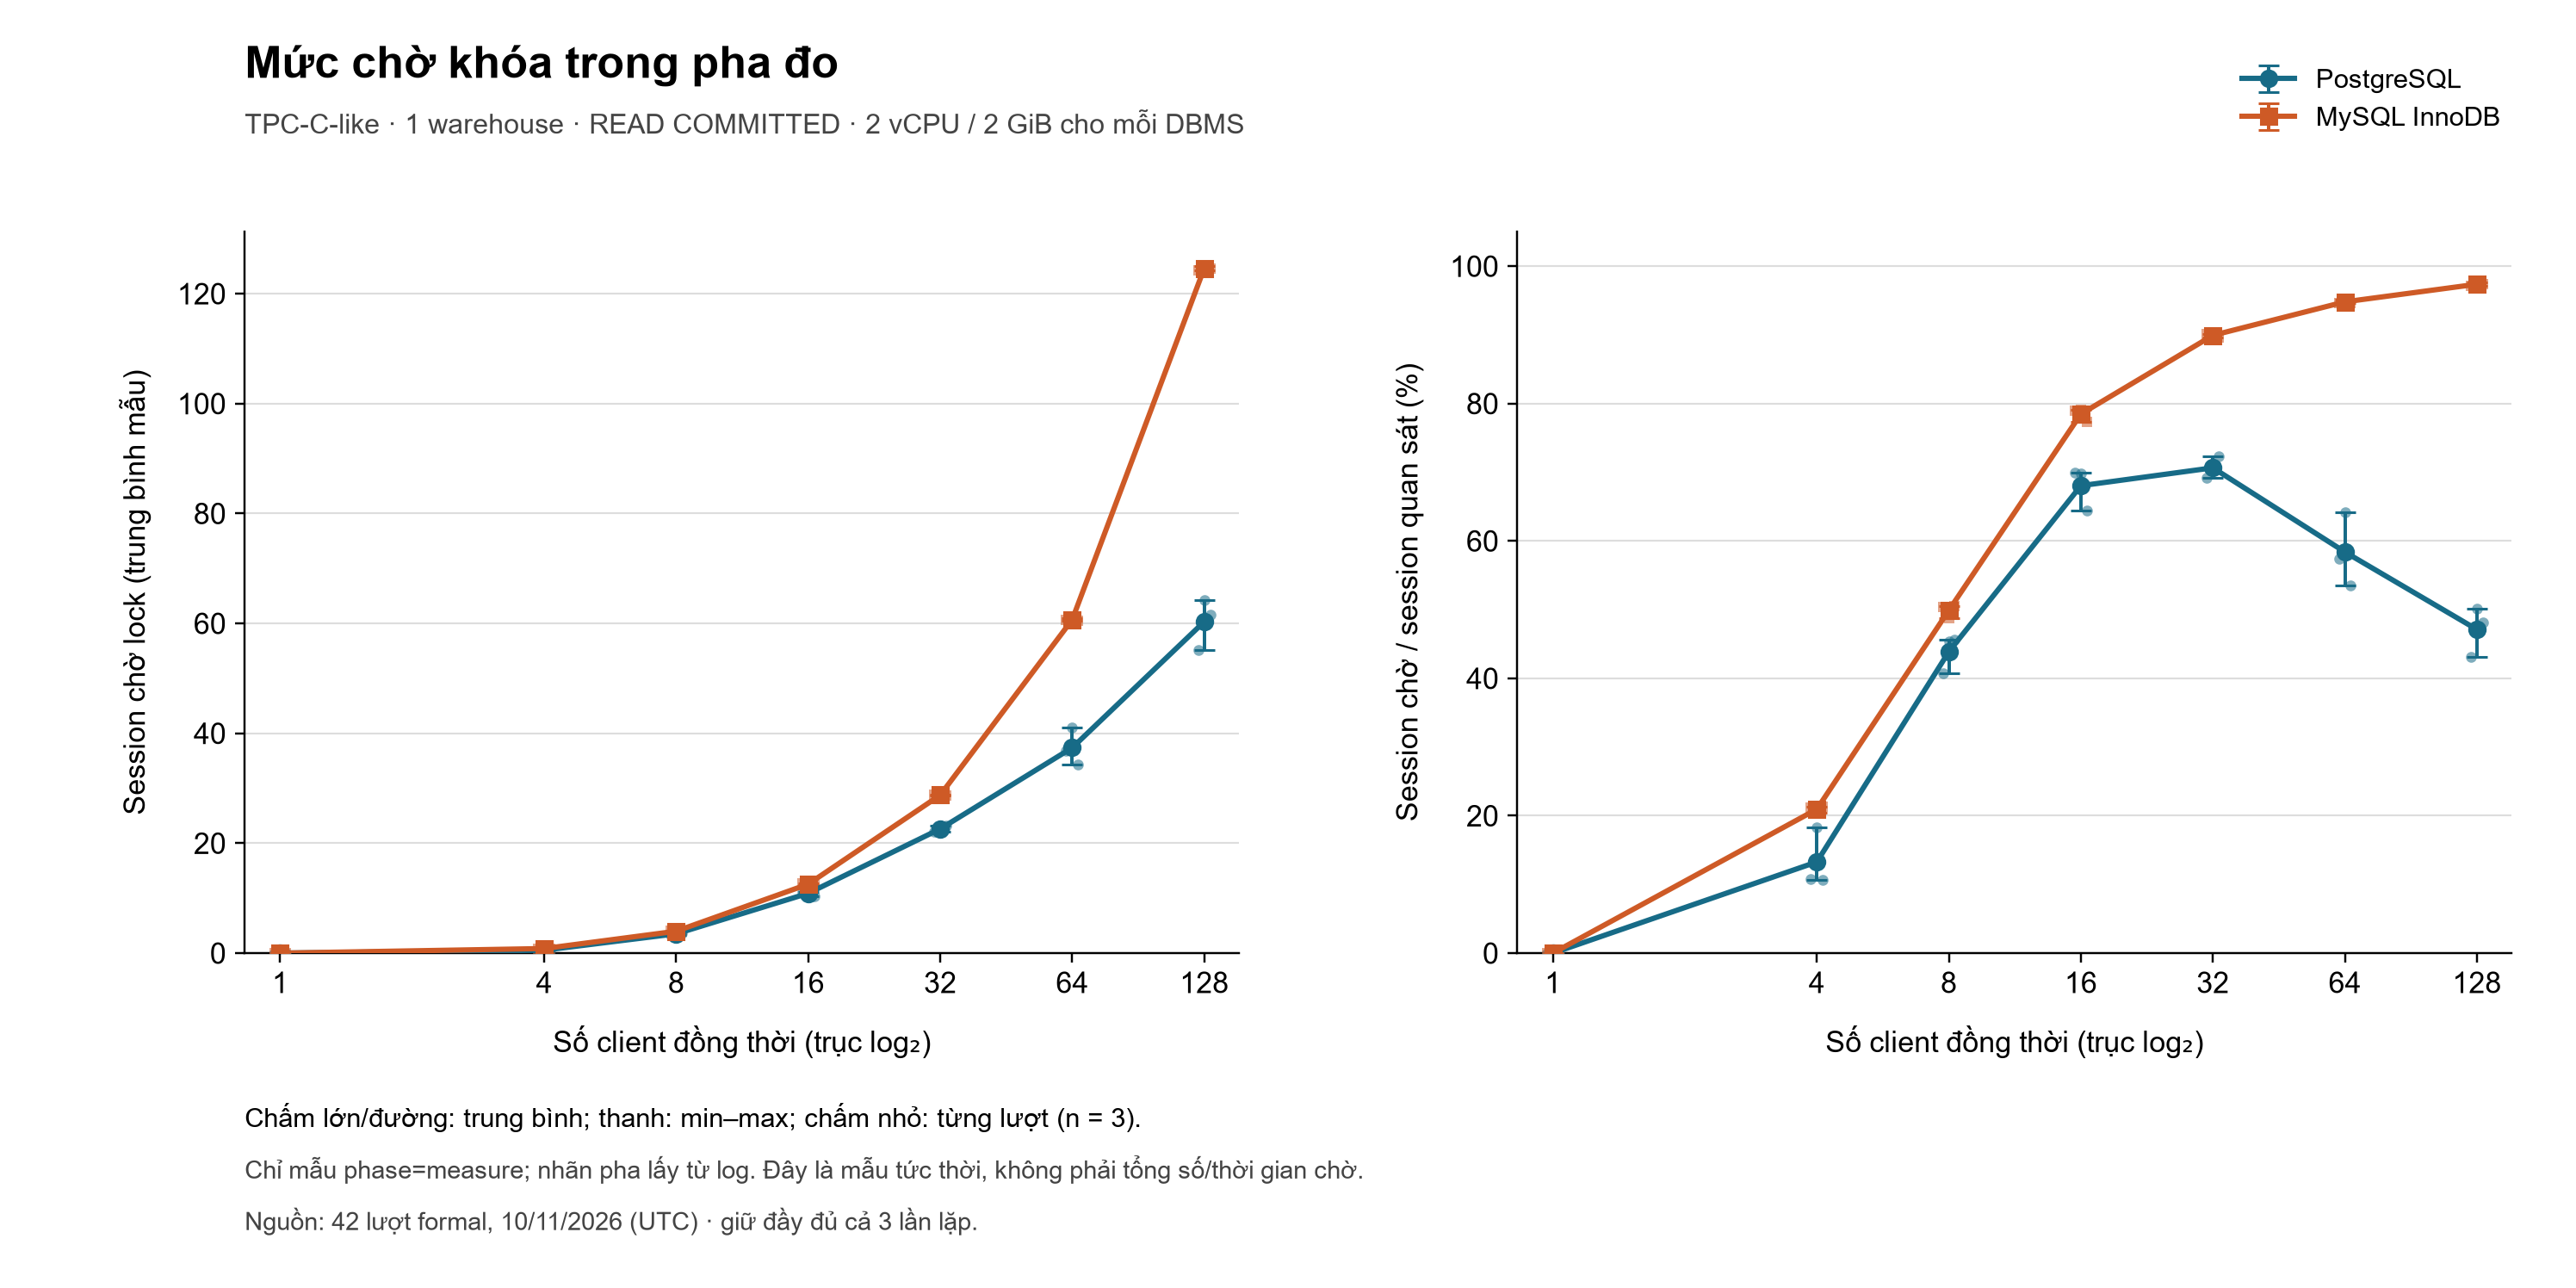 Mức chờ khóa trong pha đo
TPC-C-like · 1 warehouse · READ COMMITTED · 2 vCPU / 2 GiB cho mỗi DBMS
PostgreSQL
MySQL InnoDB
Session chờ lock (trung bình mẫu)
120
100
80
60
40
20
0
1 4 8 16 32 64 128
Số client đồng thời (trục log₂)
Session chờ / session quan sát (%)
100
80
60
40
20
0
1 4 8 16 32 64 128
Số client đồng thời (trục log₂)
Chấm lớn/đường: trung bình; thanh: min–max; chấm nhỏ: từng lượt (n = 3).
Chỉ mẫu phase=measure; nhãn pha lấy từ log. Đây là mẫu tức thời, không phải tổng số/thời gian chờ.
Nguồn: 42 lượt formal, 10/11/2026 (UTC) · giữ đầy đủ cả 3 lần lặp.